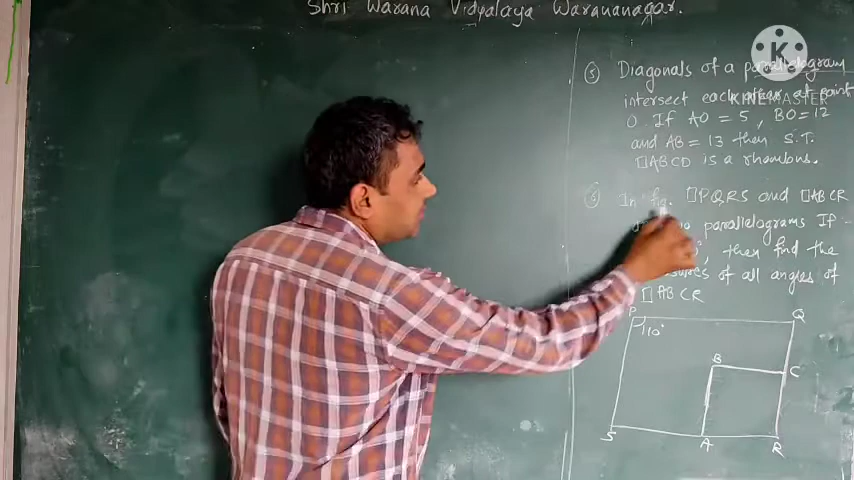 Shri Warana Vidyalaya Warananagar.
K
KINEMASTER
(5) Diagonals of a parallelogram
intersect each other at point
O. If AO = 5, BO = 12
and AB = 13 then S.T.
□ABCD is a rhombus.
(5) In fig. □PQRS and □ABCR
parallelograms If
, then find the
of all angles of
□ABCR
P
Q
110°
B
C
S
A
R